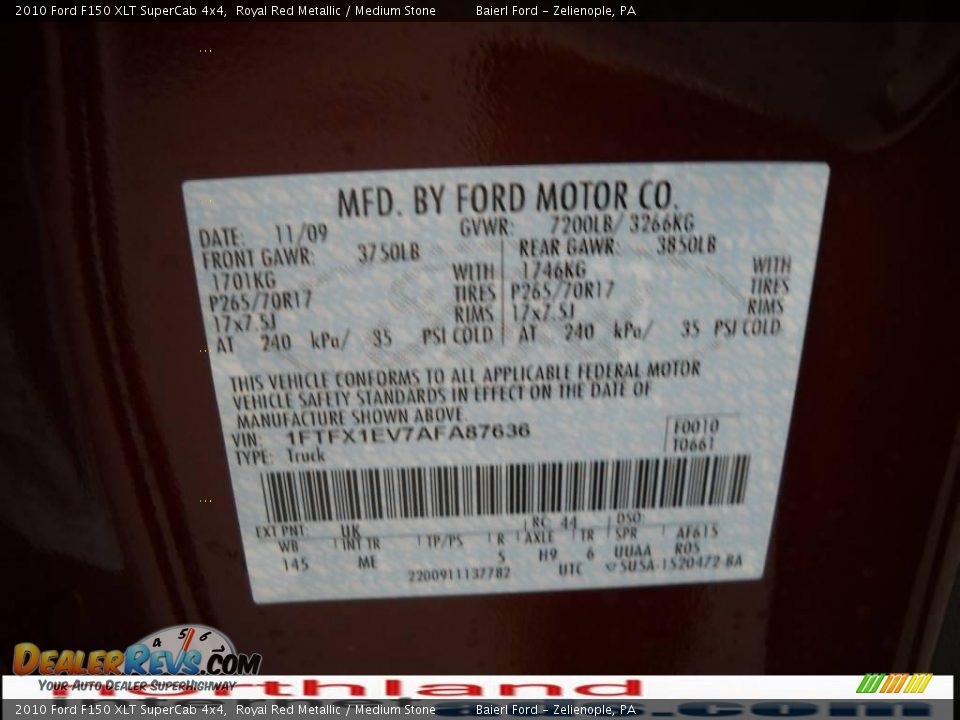 2010 Ford F150 XLT SuperCab 4x4, Royal Red Metallic / Medium Stone Baierl Ford - Zelienople, PA
MFD. BY FORD MOTOR CO.
DATE: 11/09 GVWR: 7200LB/ 3266KG
FRONT GAWR: 3750LB REAR GAWR: 3850LB
1701KG WITH 1746KG WITH
P265/70R17 TIRES P265/70R17 TIRES
17x7.5J RIMS 17x7.5J RIMS
AT 240 kPa/ 35 PSI COLD AT 240 kPa/ 35 PSI COLD
THIS VEHICLE CONFORMS TO ALL APPLICABLE FEDERAL MOTOR
VEHICLE SAFETY STANDARDS IN EFFECT ON THE DATE OF
MANUFACTURE SHOWN ABOVE.
VIN: 1FTFX1EV7AFA87636 F0010
TYPE: Truck T0661
EXT PNT: UK RC: 44 DSO:
WB INT TR TP/PS R AXLE TR SPR AF615
145 ME 5 H9 6 UUAA R05
2200911137782 UTC 5U5A-1520472-BA
DEALERREVS.COM
4 5 6
YOUR AUTO DEALER SUPERHIGHWAY
2010 Ford F150 XLT SuperCab 4x4, Royal Red Metallic / Medium Stone Baierl Ford - Zelienople, PA